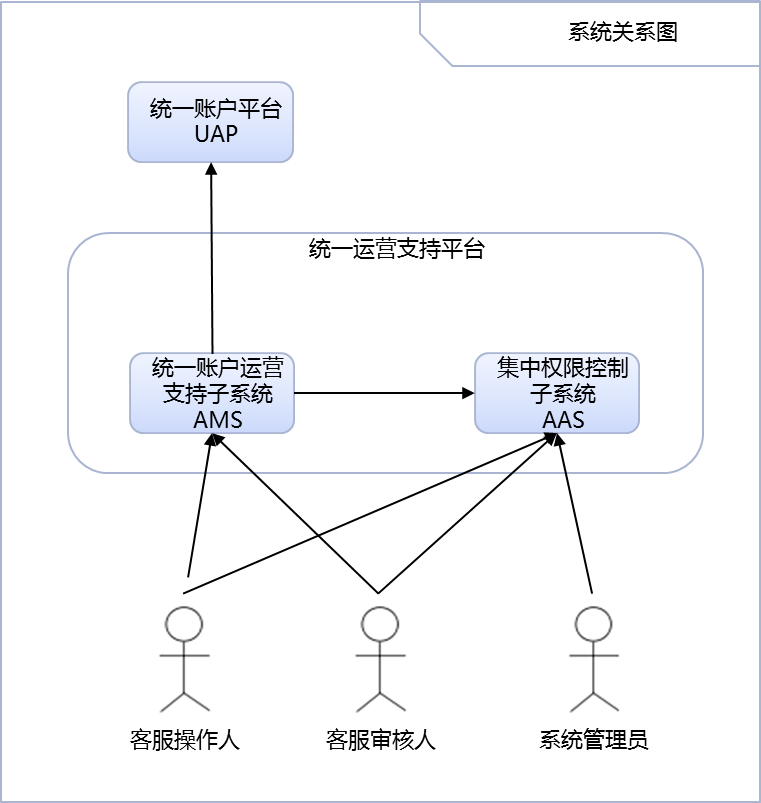 系统关系图
统一账户平台
UAP
统一运营支持平台
统一账户运营
支持子系统
AMS
集中权限控制
子系统
AAS
客服操作人
客服审核人
系统管理员